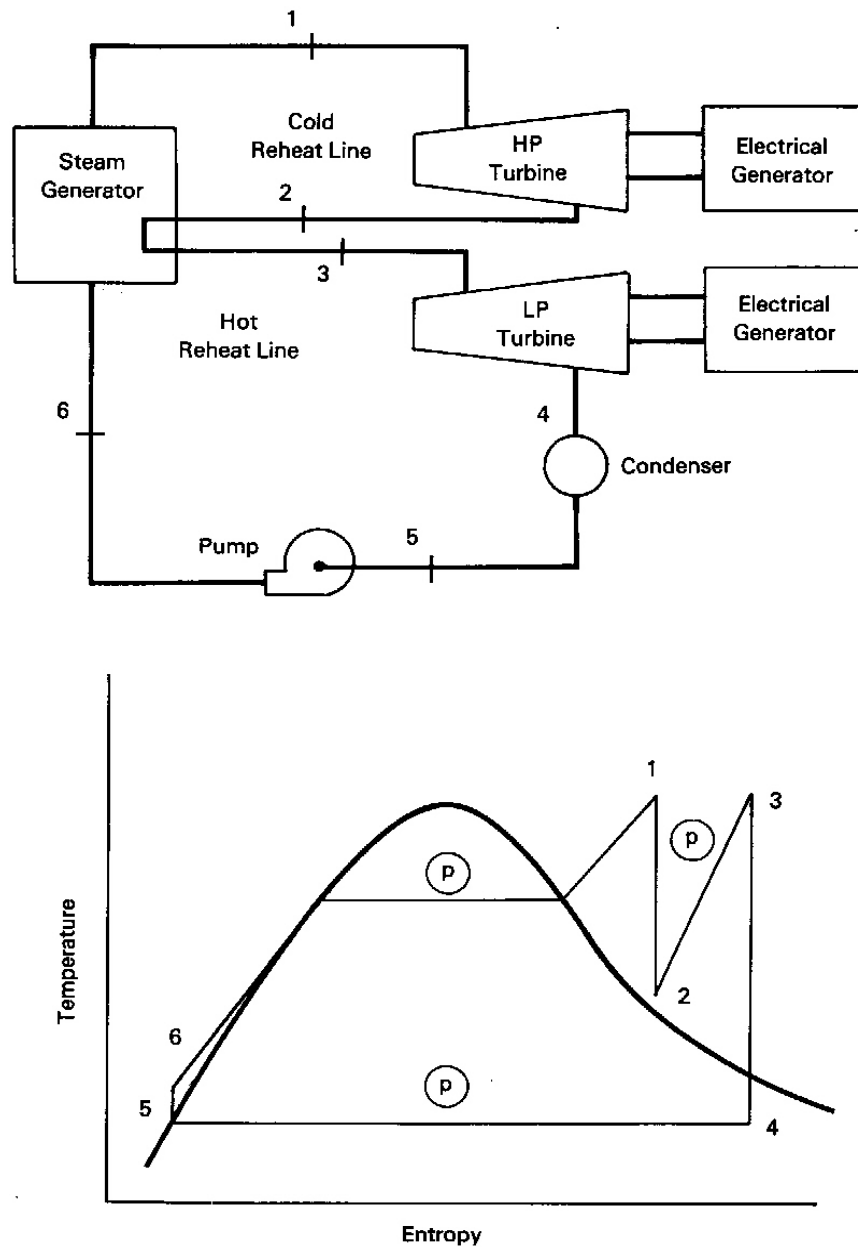 1
Cold
Reheat Line
Steam
Generator
HP
Turbine
Electrical
Generator
2
3
Hot
Reheat Line
LP
Turbine
Electrical
Generator
6
4
Condenser
Pump
5
1
3
p
p
2
6
p
5
4
Temperature
Entropy